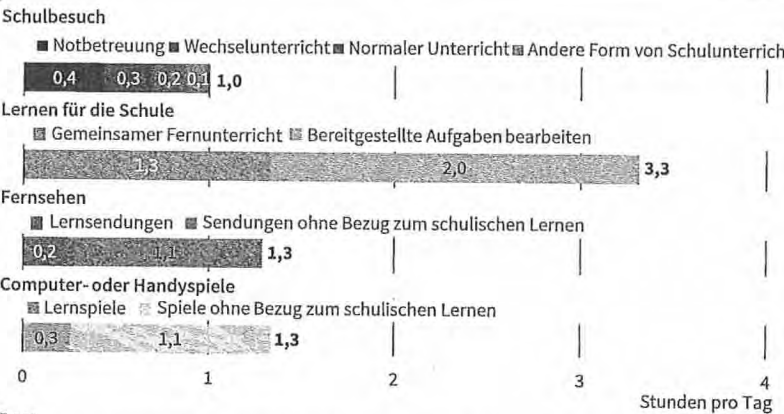 Schulbesuch
Notbetreuung Wechselunterricht Normaler Unterricht Andere Form von Schulunterrich
0,4 0,3 0,2 0,1 1,0
Lernen für die Schule
Gemeinsamer Fernunterricht Bereitgestellte Aufgaben bearbeiten
1,3 2,0 3,3
Fernsehen
Lernsendungen Sendungen ohne Bezug zum schulischen Lernen
0,2 1,1 1,3
Computer- oder Handyspiele
Lernspiele Spiele ohne Bezug zum schulischen Lernen
0,3 1,1 1,3
0 1 2 3 4
Stunden pro Tag